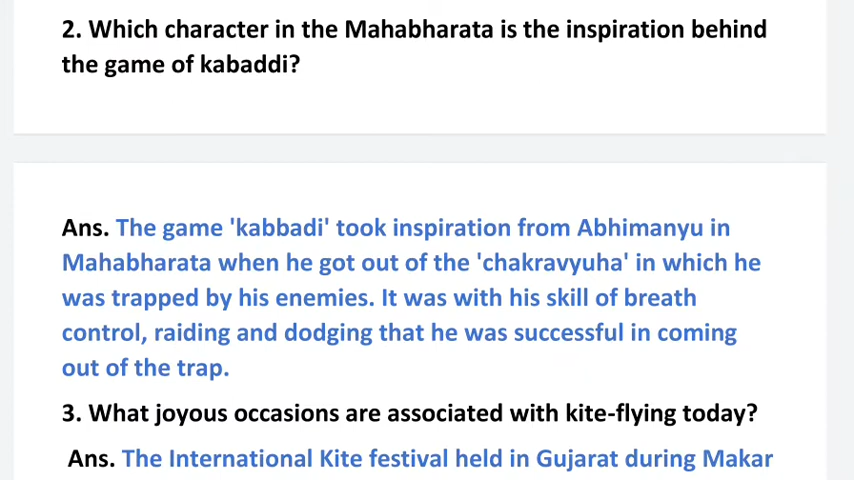 2. Which character in the Mahabharata is the inspiration behind
the game of kabaddi?
Ans. The game 'kabbadi' took inspiration from Abhimanyu in
Mahabharata when he got out of the 'chakravyuha' in which he
was trapped by his enemies. It was with his skill of breath
control, raiding and dodging that he was successful in coming
out of the trap.
3. What joyous occasions are associated with kite-flying today?
Ans. The International Kite festival held in Gujarat during Makar